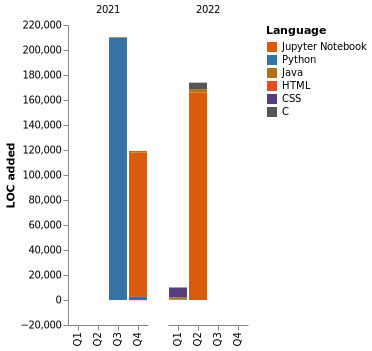 2021 2022
Language
Jupyter Notebook
Python
Java
HTML
CSS
C
LOC added
220,000
200,000
180,000
160,000
140,000
120,000
100,000
80,000
60,000
40,000
20,000
0
−20,000
Q1 Q2 Q3 Q4 Q1 Q2 Q3 Q4